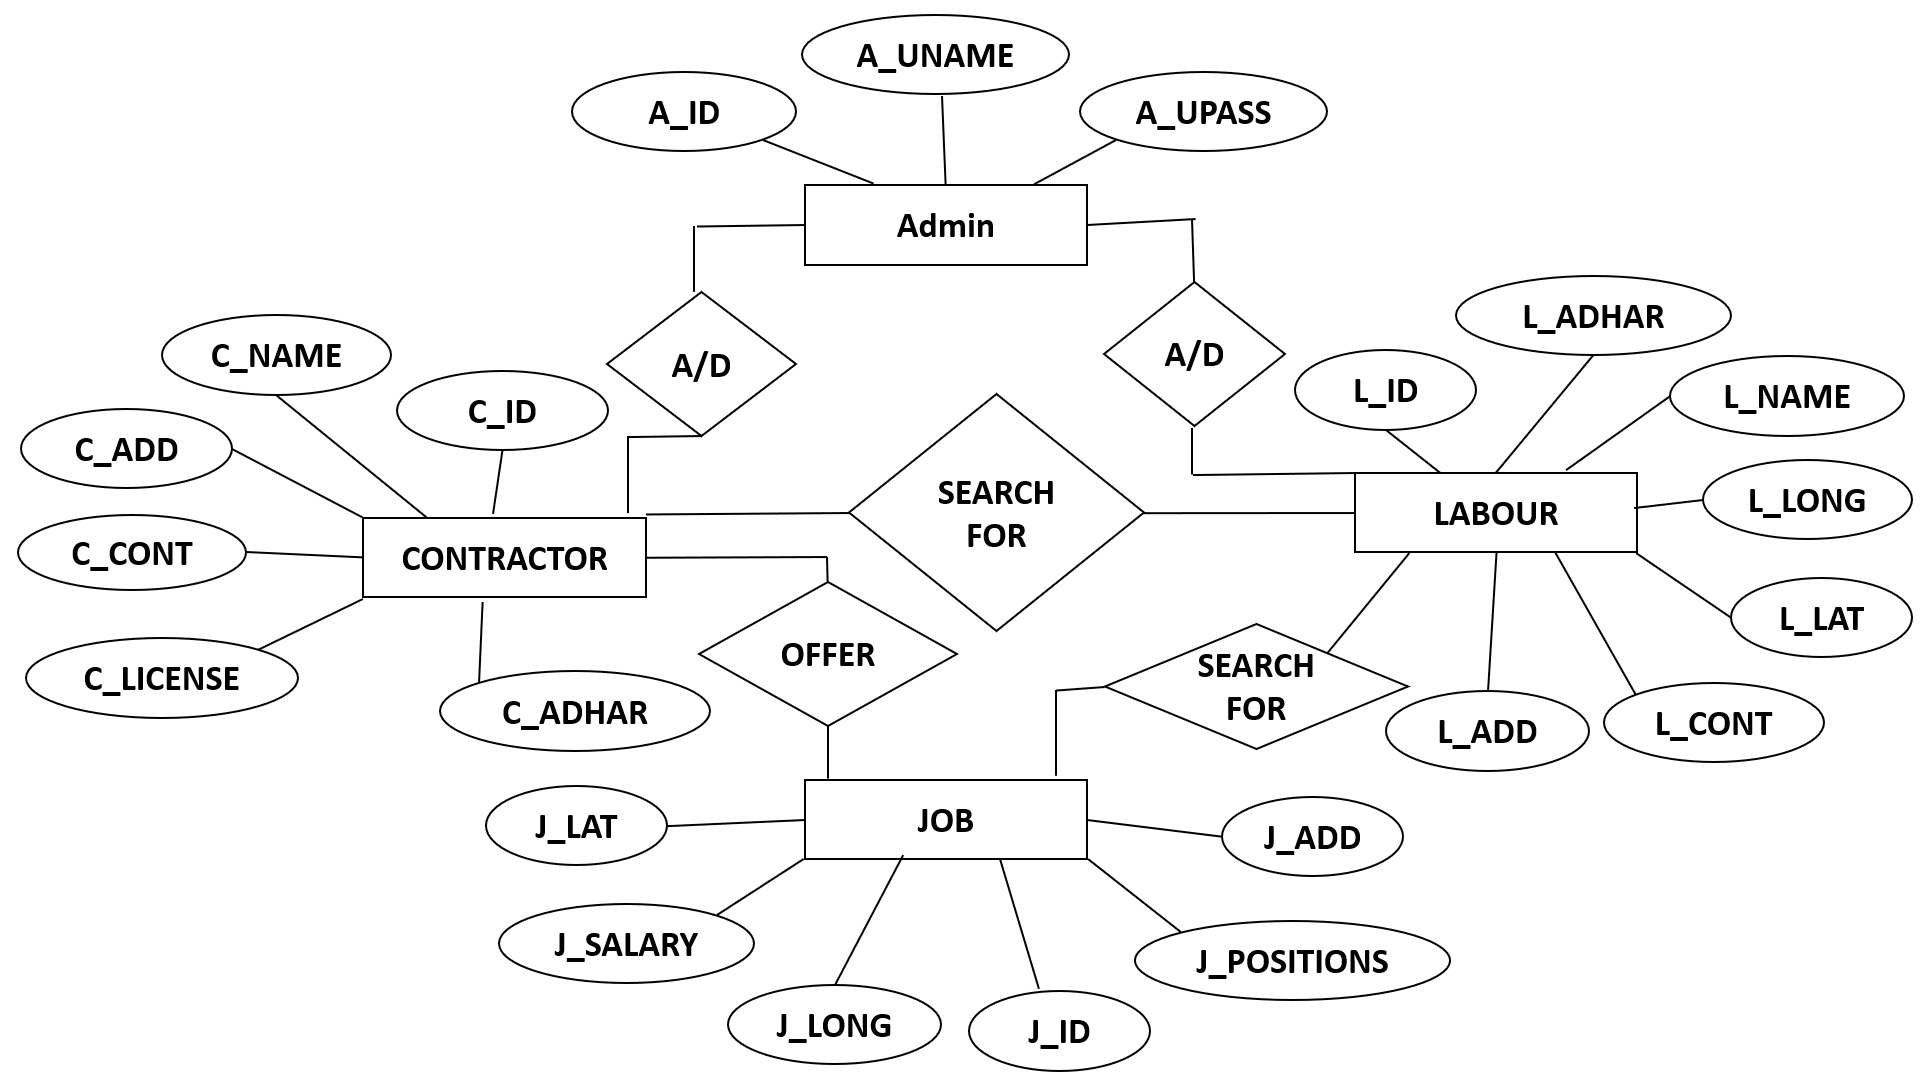 A_UNAME
A_ID
A_UPASS
Admin
L_ADHAR
C_NAME
A/D
A/D
L_ID
L_NAME
C_ID
C_ADD
SEARCH
FOR
L_LONG
LABOUR
C_CONT
CONTRACTOR
L_LAT
OFFER
SEARCH
FOR
C_LICENSE
C_ADHAR
L_ADD
L_CONT
J_LAT
JOB
J_ADD
J_SALARY
J_POSITIONS
J_LONG
J_ID